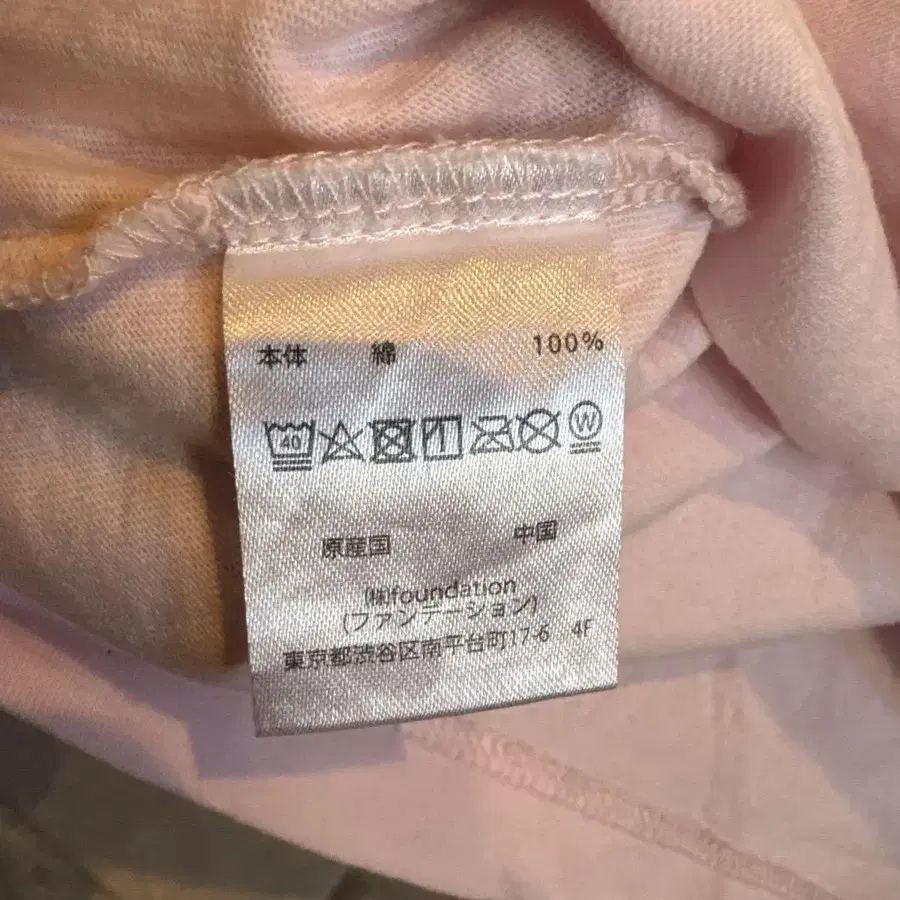 本体 綿 100%
40 W
原産国 中国
㈱foundation
(ファンデーション)
東京都渋谷区南平台町17-6 4F